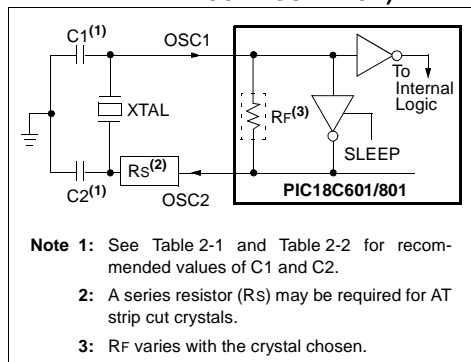 C1(1)
OSC1
To
Internal
Logic
XTAL
RF(3)
SLEEP
C2(1)
RS(2)
OSC2
PIC18C601/801
Note 1: See Table 2-1 and Table 2-2 for recom-
mended values of C1 and C2.
2: A series resistor (RS) may be required for AT
strip cut crystals.
3: RF varies with the crystal chosen.